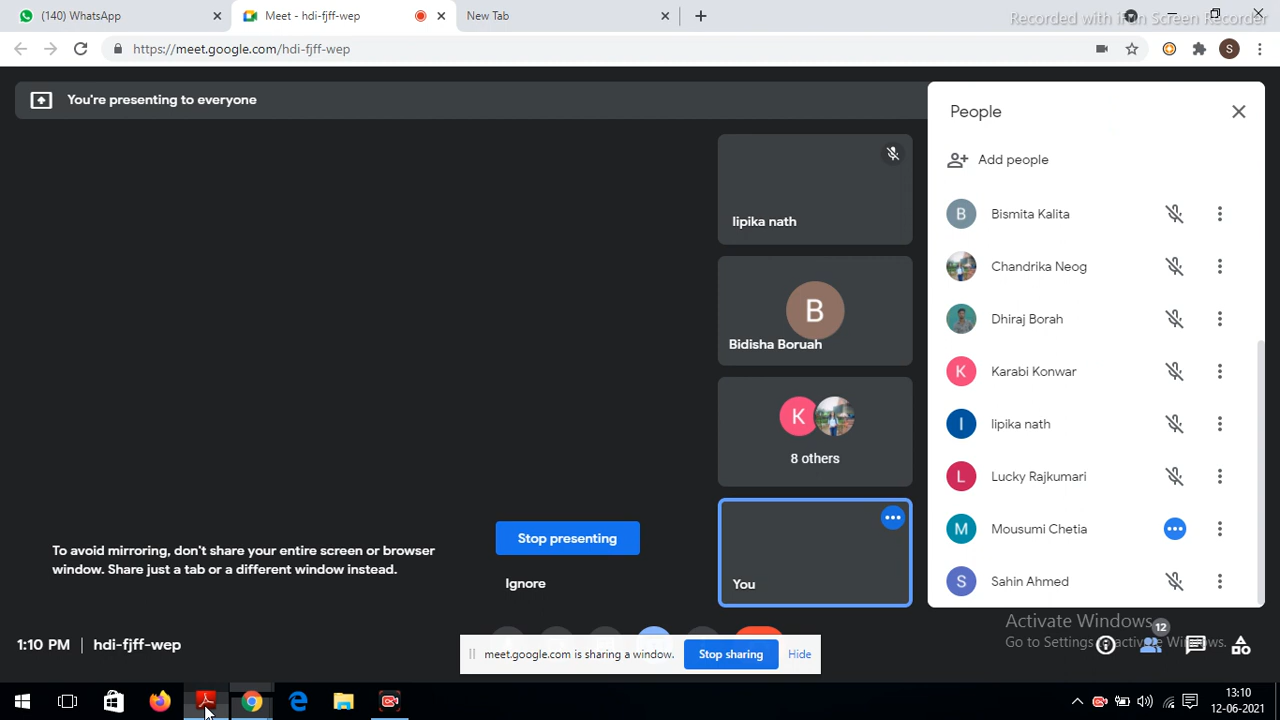 (140) WhatsApp
Meet - hdi-fjff-wep
New Tab
Recorded with iFun Screen Recorder
https://meet.google.com/hdi-fjff-wep
S
You're presenting to everyone
People
Add people
lipika nath
B
Bidisha Boruah
K
8 others
You
B Bismita Kalita
Chandrika Neog
Dhiraj Borah
K Karabi Konwar
l lipika nath
L Lucky Rajkumari
M Mousumi Chetia
S Sahin Ahmed
To avoid mirroring, don't share your entire screen or browser
window. Share just a tab or a different window instead.
Stop presenting
Ignore
Activate Windows
Go to Settings to activate Windows.
1:10 PM
hdi-fjff-wep
meet.google.com is sharing a window.
Stop sharing
Hide
12
13:10
12-06-2021